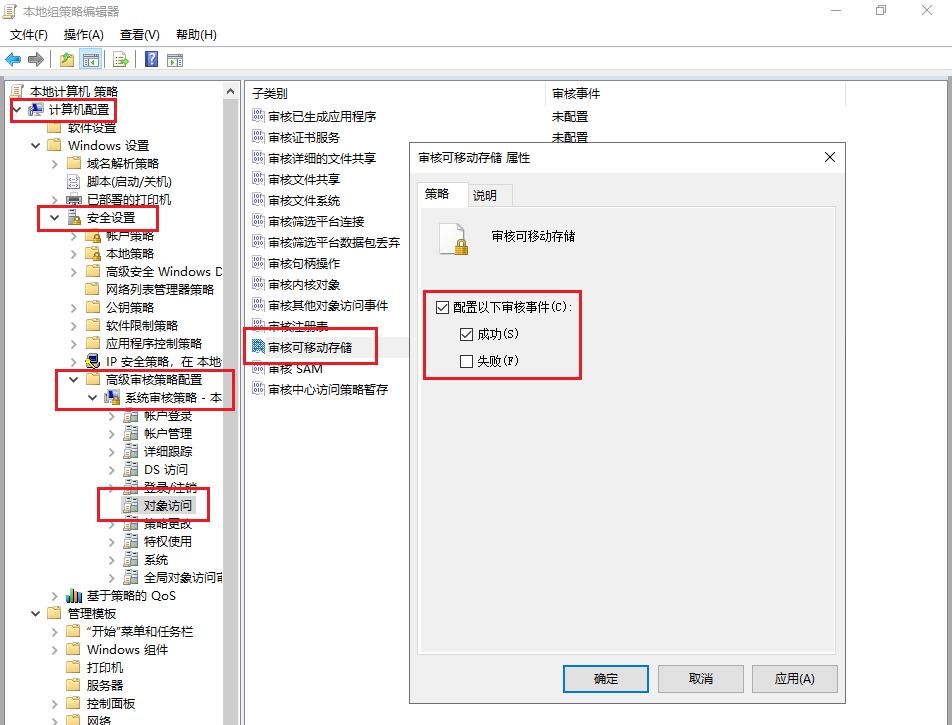 本地组策略编辑器
文件(F) 操作(A) 查看(V) 帮助(H)
本地计算机 策略
计算机配置
软件设置
Windows 设置
域名解析策略
脚本(启动/关机)
已部署的打印机
安全设置
帐户策略
本地策略
高级安全 Windows D
网络列表管理器策略
公钥策略
软件限制策略
应用程序控制策略
IP 安全策略，在 本地
高级审核策略配置
系统审核策略 - 本
帐户登录
帐户管理
详细跟踪
DS 访问
登录/注销
对象访问
策略更改
特权使用
系统
全局对象访问审
基于策略的 QoS
管理模板
“开始”菜单和任务栏
Windows 组件
打印机
服务器
控制面板
网络
子类别 审核事件
审核已生成应用程序 未配置
审核证书服务 未配置
审核详细的文件共享
审核文件共享
审核文件系统
审核筛选平台连接
审核筛选平台数据包丢弃
审核句柄操作
审核内核对象
审核其他对象访问事件
审核注册表
审核可移动存储
审核 SAM
审核中心访问策略暂存
审核可移动存储 属性
策略 说明
审核可移动存储
配置以下审核事件(C):
成功(S)
失败(F)
确定 取消 应用(A)